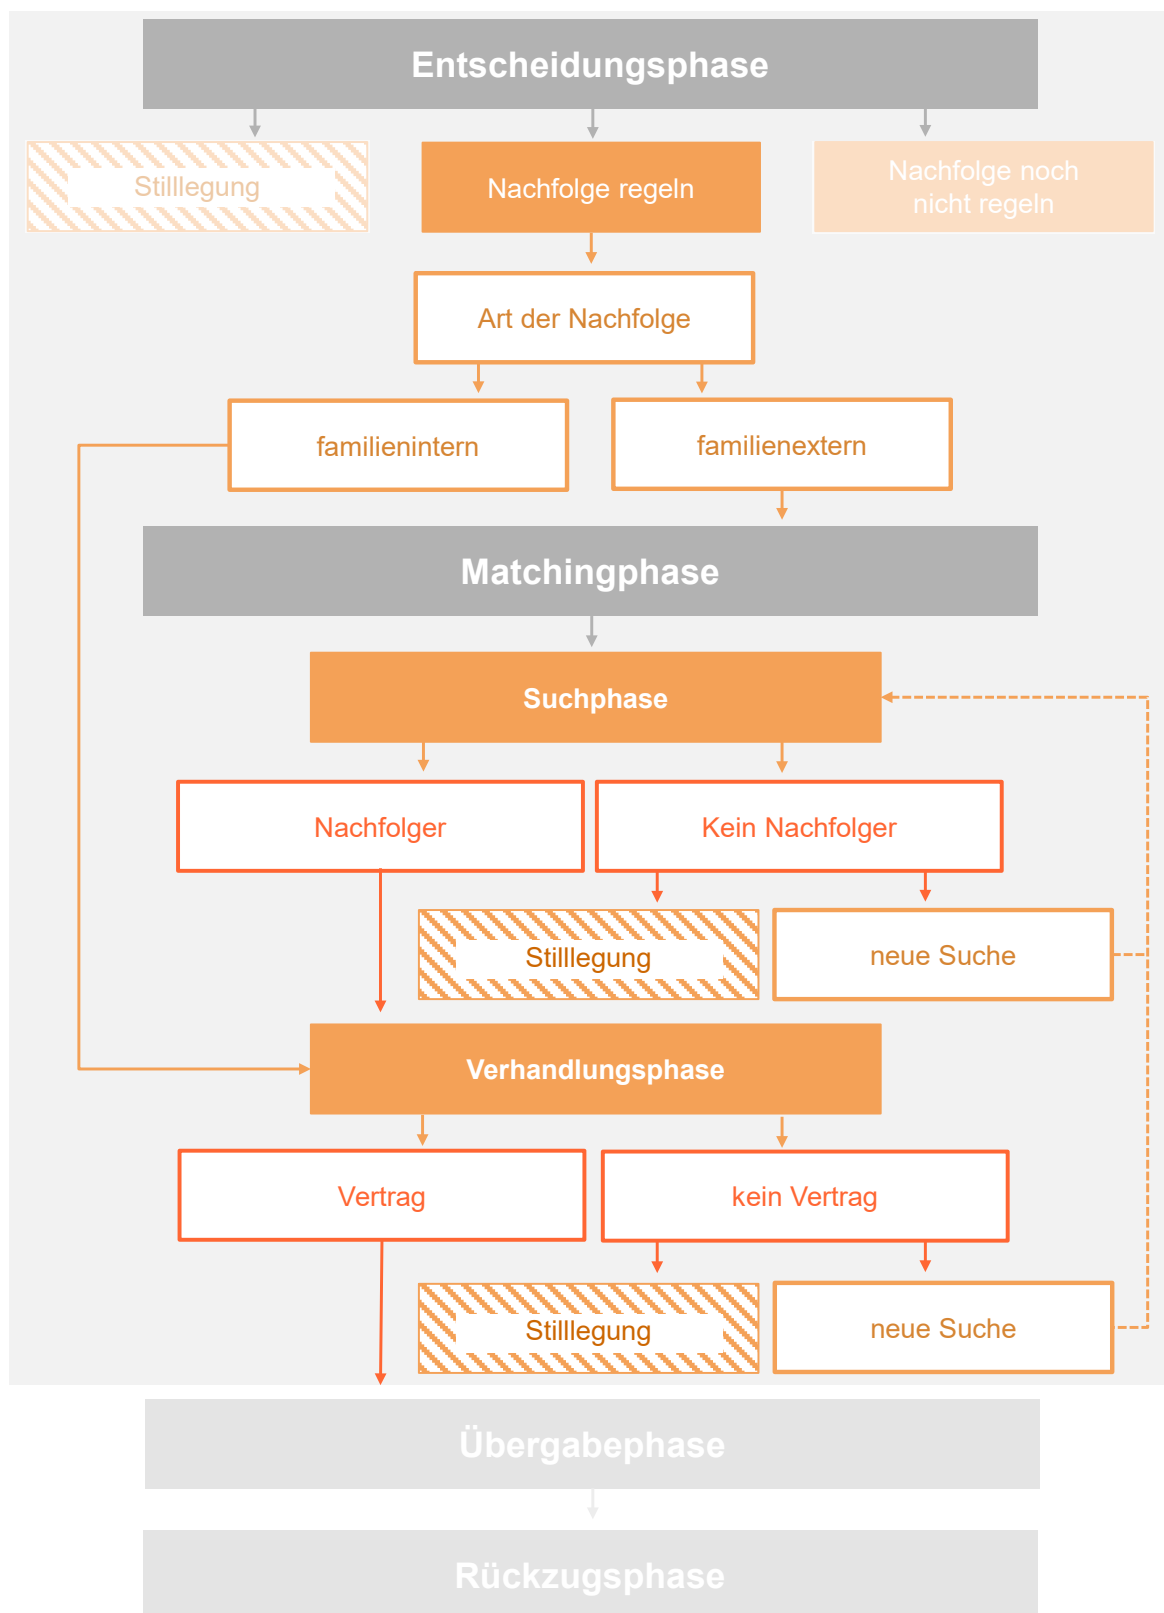 Entscheidungsphase
Stilllegung
Nachfolge regeln
Nachfolge noch
nicht regeln
Art der Nachfolge
familienintern
familienextern
Matchingphase
Suchphase
Nachfolger
Kein Nachfolger
Stilllegung
neue Suche
Verhandlungsphase
Vertrag
kein Vertrag
Stilllegung
neue Suche
Übergabephase
Rückzugsphase